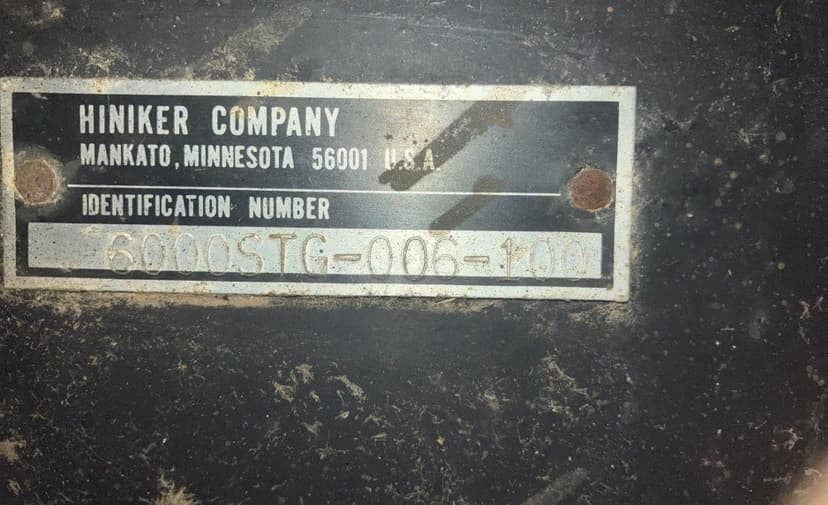 HINIKER COMPANY
MANKATO, MINNESOTA 56001 U.S.A.
IDENTIFICATION NUMBER
6000STG-006-100